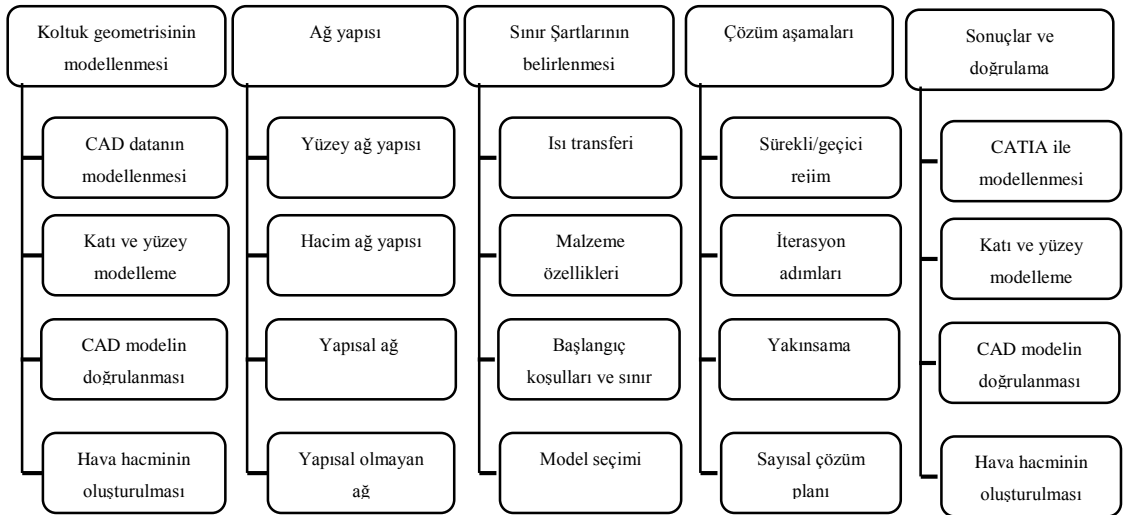 Koltuk geometrisinin
modellenmesi
CAD datanın
modellenmesi
Katı ve yüzey
modelleme
CAD modelin
doğrulanması
Hava hacminin
oluşturulması
Ağ yapısı
Yüzey ağ yapısı
Hacim ağ yapısı
Yapısal ağ
Yapısal olmayan
ağ
Sınır Şartlarının
belirlenmesi
Isı transferi
Malzeme
özellikleri
Başlangıç
koşulları ve sınır
Model seçimi
Çözüm aşamaları
Sürekli/geçici
rejim
İterasyon
adımları
Yakınsama
Sayısal çözüm
planı
Sonuçlar ve
doğrulama
CATIA ile
modellenmesi
Katı ve yüzey
modelleme
CAD modelin
doğrulanması
Hava hacminin
oluşturulması